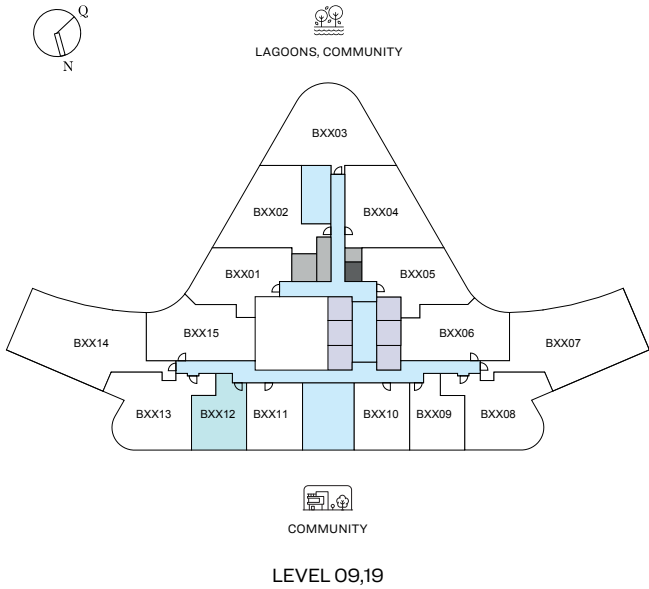 Q
N
LAGOONS, COMMUNITY
BXX03
BXX02 BXX04
BXX01 BXX05
BXX14 BXX15 BXX06 BXX07
BXX13 BXX12 BXX11 BXX10 BXX09 BXX08
COMMUNITY
LEVEL 09,19